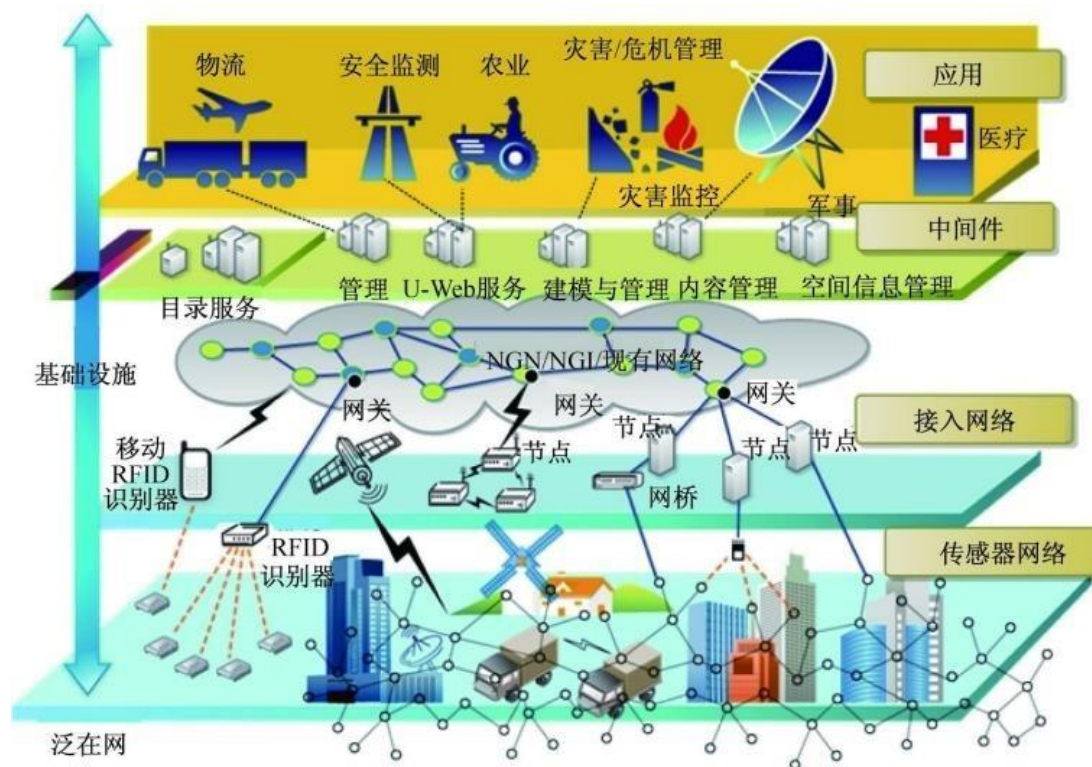 物流
安全监测
农业
灾害/危机管理
应用
医疗
灾害监控
军事
中间件
目录服务
管理
U-Web服务
建模与管理
内容管理
空间信息管理
基础设施
NGN/NGI/现有网络
网关
网关
网关
接入网络
移动
RFID
识别器
节点
节点
节点
节点
网桥
RFID
识别器
传感器网络
泛在网